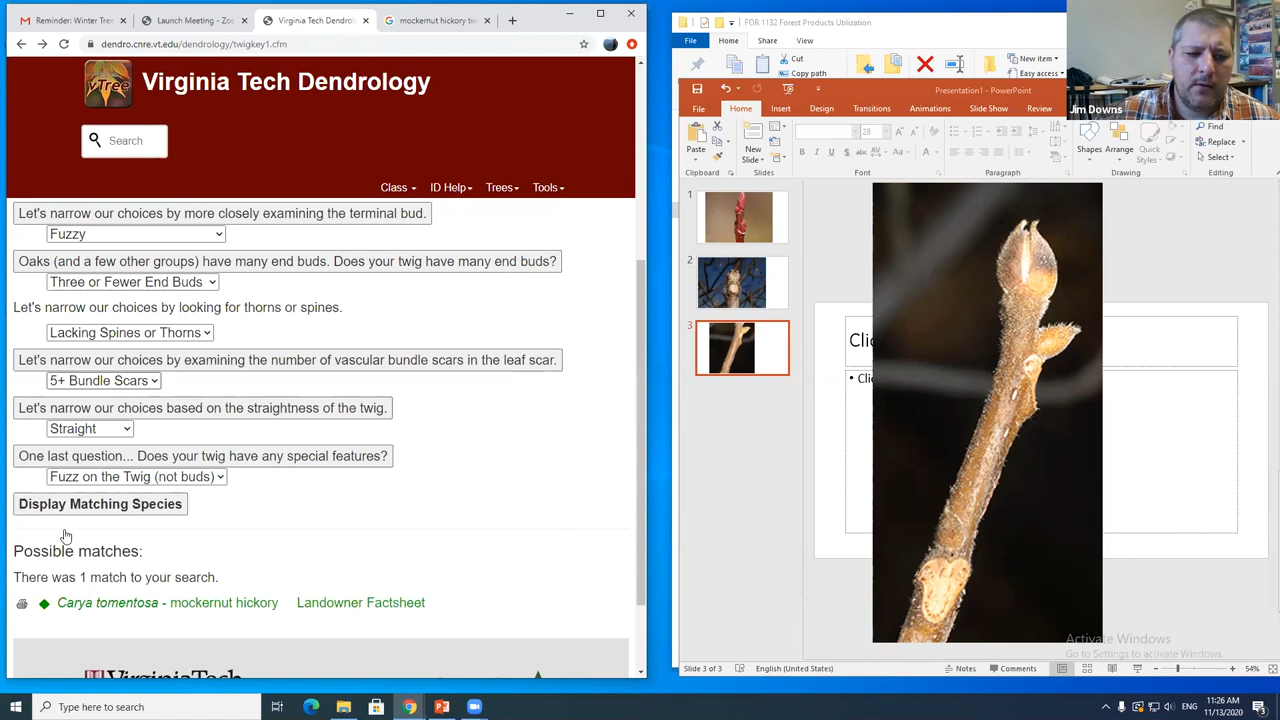 Reminder: Winter Tree
Launch Meeting - Zoo
Virginia Tech Dendrol
mockernut hickory tw
dendro.cnre.vt.edu/dendrology/twigkey1.cfm
Virginia Tech Dendrology
Search
Class ID Help Trees Tools
Let's narrow our choices by more closely examining the terminal bud.
Fuzzy
Oaks (and a few other groups) have many end buds. Does your twig have many end buds?
Three or Fewer End Buds
Let's narrow our choices by looking for thorns or spines.
Lacking Spines or Thorns
Let's narrow our choices by examining the number of vascular bundle scars in the leaf scar.
5+ Bundle Scars
Let's narrow our choices based on the straightness of the twig.
Straight
One last question... Does your twig have any special features?
Fuzz on the Twig (not buds)
Display Matching Species
Possible matches:
There was 1 match to your search.
Carya tomentosa - mockernut hickory Landowner Factsheet
FOR 1132 Forest Products Utilization
File Home Share View
Cut
Copy path
New item
Easy access
Presentation1 - PowerPoint
File Home Insert Design Transitions Animations Slide Show Review
Paste
New Slide
28
Shapes Arrange Quick Styles
Find
Replace
Select
Clipboard Slides Font Paragraph Drawing Editing
1
2
3
Jim Downs
Activate Windows
Go to Settings to activate Windows.
Slide 3 of 3 English (United States) Notes Comments 54%
Type here to search
ENG
11:26 AM
11/13/2020
3